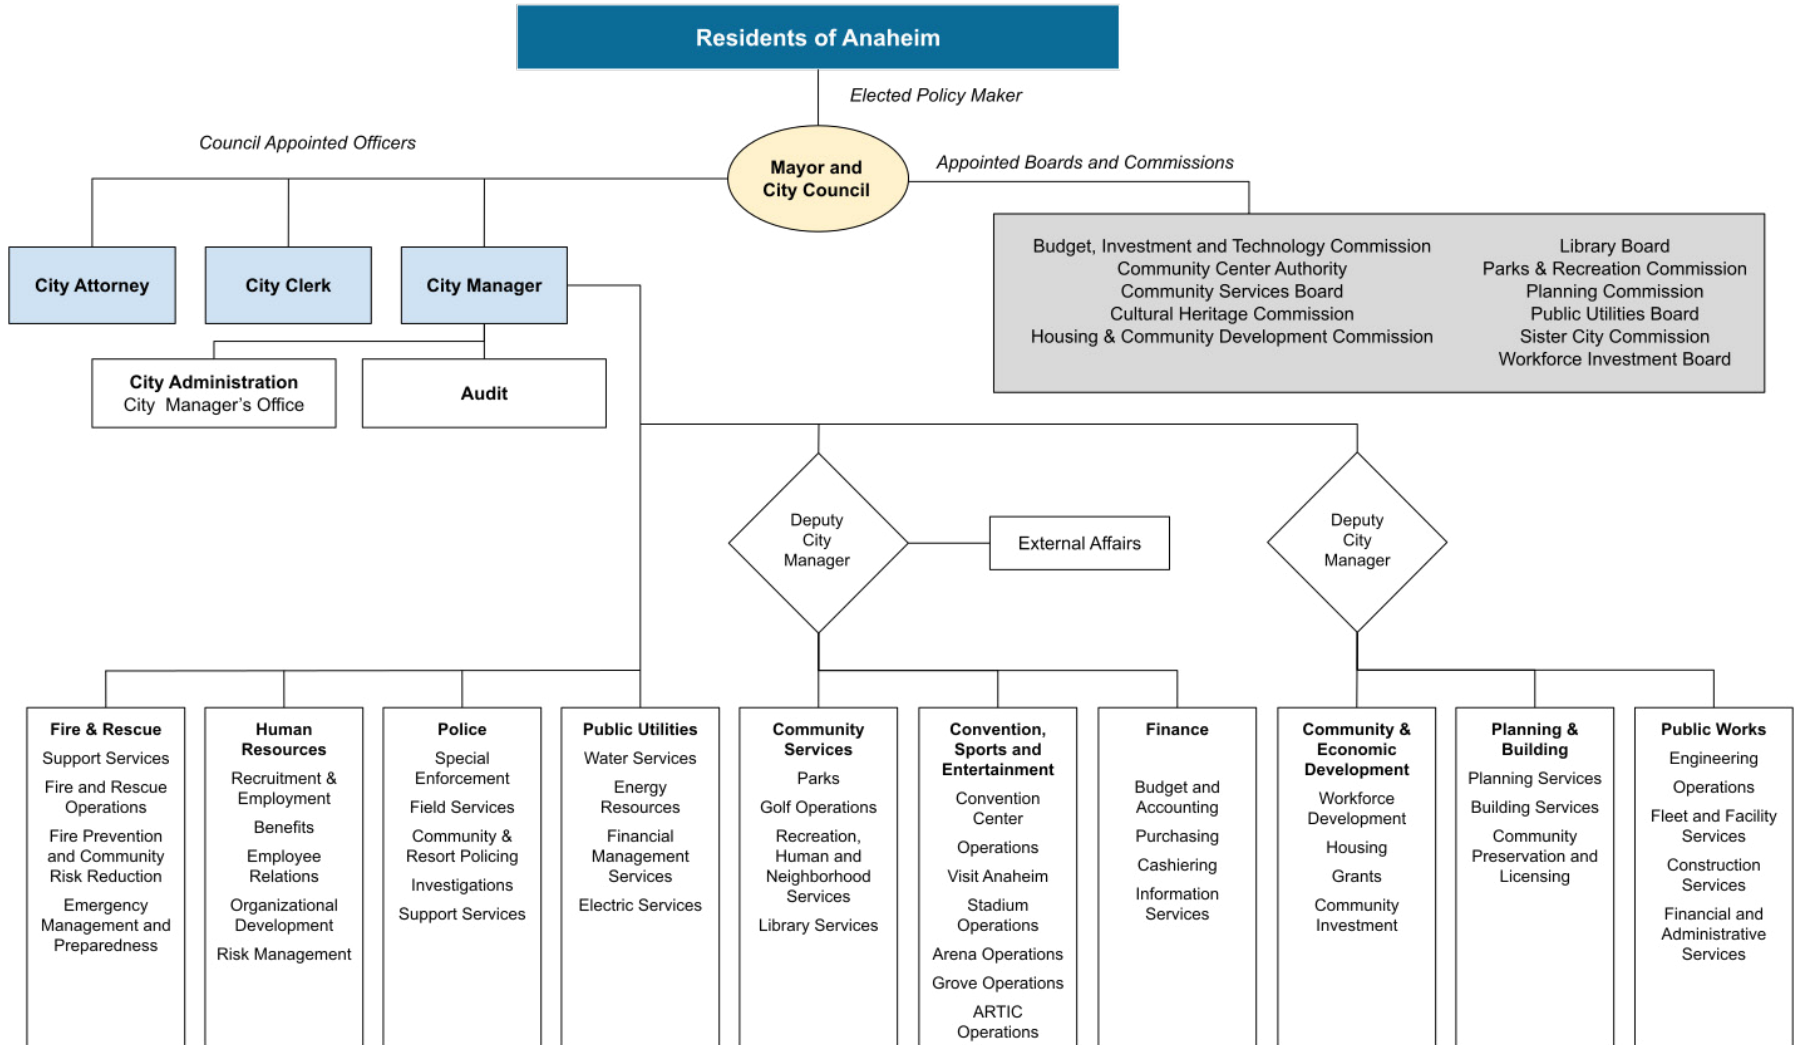 Residents of Anaheim
Elected Policy Maker
Council Appointed Officers
Mayor and
City Council
Appointed Boards and Commissions
City Attorney
City Clerk
City Manager
Budget, Investment and Technology Commission
Community Center Authority
Community Services Board
Cultural Heritage Commission
Housing & Community Development Commission
Library Board
Parks & Recreation Commission
Planning Commission
Public Utilities Board
Sister City Commission
Workforce Investment Board
City Administration
City Manager's Office
Audit
Deputy
City
Manager
External Affairs
Deputy
City
Manager
Fire & Rescue
Support Services
Fire and Rescue
Operations
Fire Prevention
and Community
Risk Reduction
Emergency
Management and
Preparedness
Human
Resources
Recruitment &
Employment
Benefits
Employee
Relations
Organizational
Development
Risk Management
Police
Special
Enforcement
Field Services
Community &
Resort Policing
Investigations
Support Services
Public Utilities
Water Services
Energy
Resources
Financial
Management
Services
Electric Services
Community
Services
Parks
Golf Operations
Recreation,
Human and
Neighborhood
Services
Library Services
Convention,
Sports and
Entertainment
Convention
Center
Operations
Visit Anaheim
Stadium
Operations
Arena Operations
Grove Operations
ARTIC
Operations
Finance
Budget and
Accounting
Purchasing
Cashiering
Information
Services
Community &
Economic
Development
Workforce
Development
Housing
Grants
Community
Investment
Planning &
Building
Planning Services
Building Services
Community
Preservation and
Licensing
Public Works
Engineering
Operations
Fleet and Facility
Services
Construction
Services
Financial and
Administrative
Services